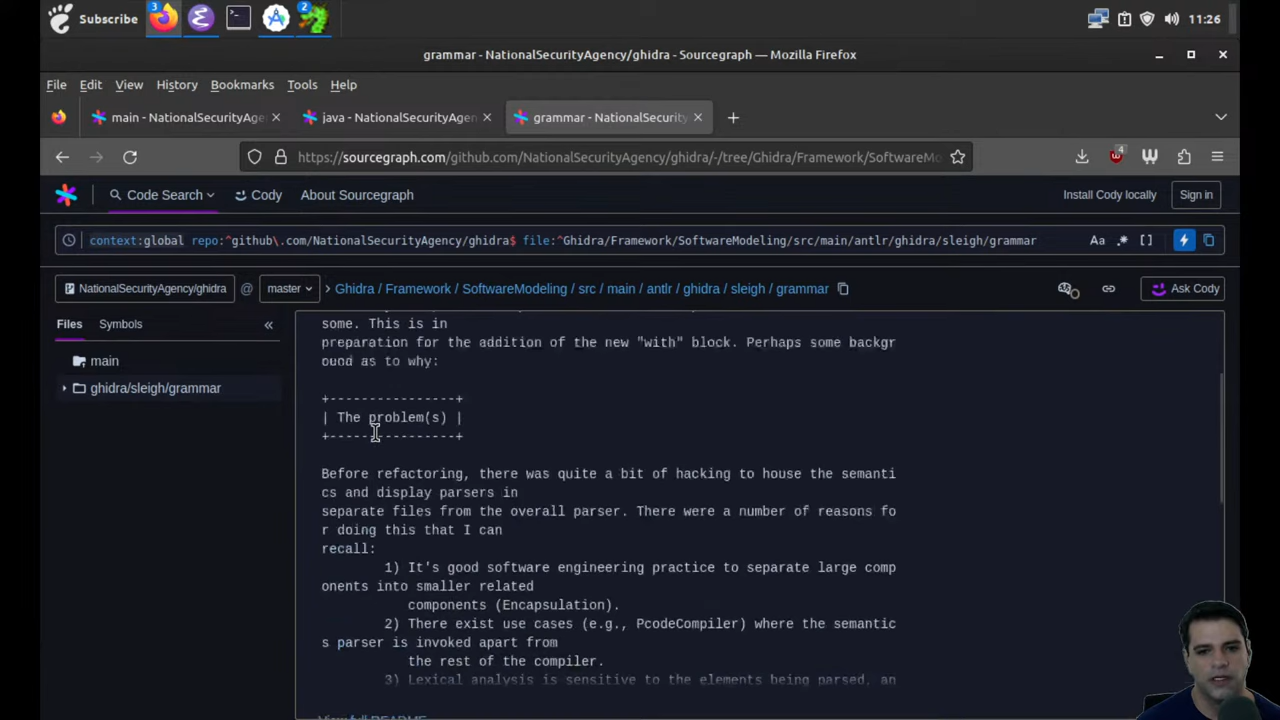 Subscribe 3 2 11:26
grammar - NationalSecurityAgency/ghidra - Sourcegraph — Mozilla Firefox
File Edit View History Bookmarks Tools Help
main - NationalSecurityAge java - NationalSecurityAgen grammar - NationalSecurity
https://sourcegraph.com/github.com/NationalSecurityAgency/ghidra/-/tree/Ghidra/Framework/SoftwareMo 4
Code Search Cody About Sourcegraph Install Cody locally Sign in
context:global repo:^github\.com/NationalSecurityAgency/ghidra$ file:^Ghidra/Framework/SoftwareModeling/src/main/antlr/ghidra/sleigh/grammar Aa .* [ ]
NationalSecurityAgency/ghidra @ master > Ghidra / Framework / SoftwareModeling / src / main / antlr / ghidra / sleigh / grammar Ask Cody
Files Symbols «
main
ghidra/sleigh/grammar
some. This is in
preparation for the addition of the new "with" block. Perhaps some backgr
ound as to why:
+----------------+
| The problem(s) |
+----------------+
Before refactoring, there was quite a bit of hacking to house the semanti
cs and display parsers in
separate files from the overall parser. There were a number of reasons fo
r doing this that I can
recall:
1) It's good software engineering practice to separate large comp
onents into smaller related
components (Encapsulation).
2) There exist use cases (e.g., PcodeCompiler) where the semantic
s parser is invoked apart from
the rest of the compiler.
3) Lexical analysis is sensitive to the elements being parsed, an
View full README